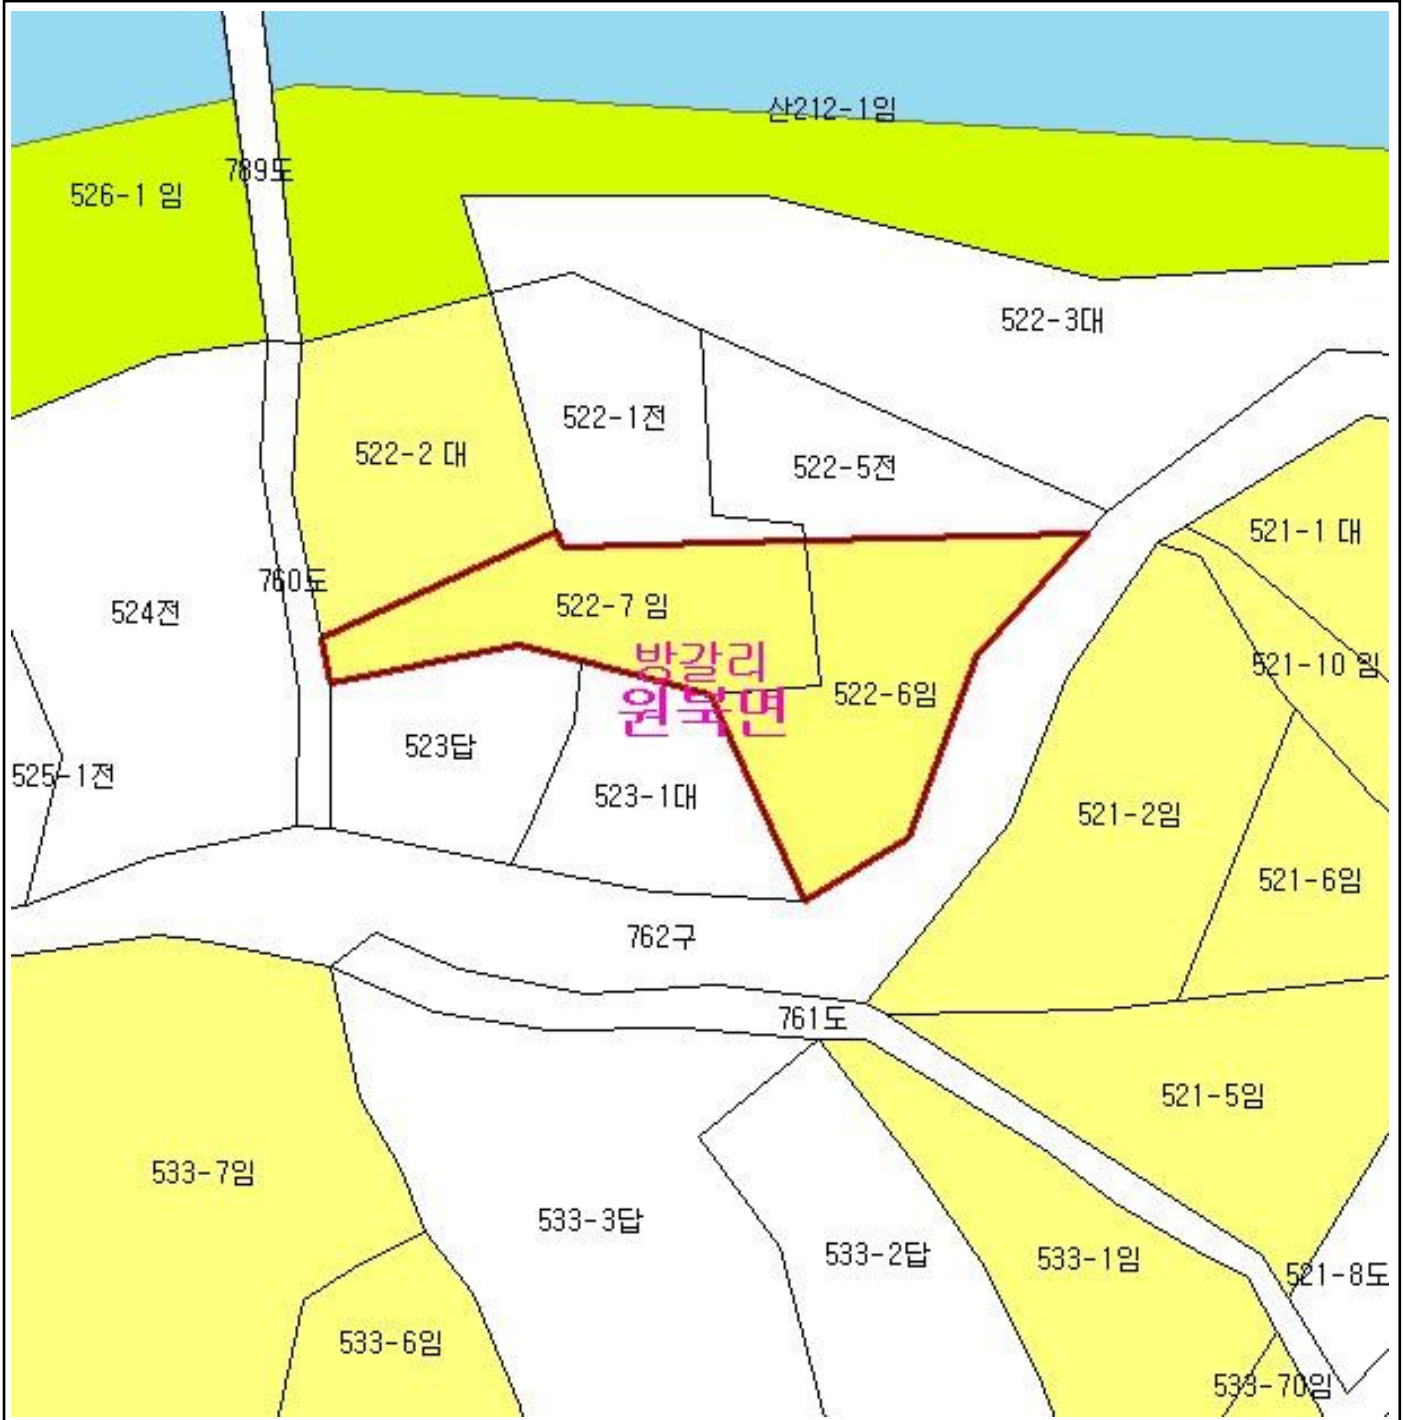 산212-1임
789도
526-1 임
522-3대
522-1전
522-2 대
522-5전
521-1 대
760도
522-7 임
524전
방갈리
521-10 임
522-6임
원북면
523답
525-1전
523-1대
521-2임
521-6임
762구
761도
521-5임
533-7임
533-3답
533-2답
533-1임
521-8도
533-6임
533-70임